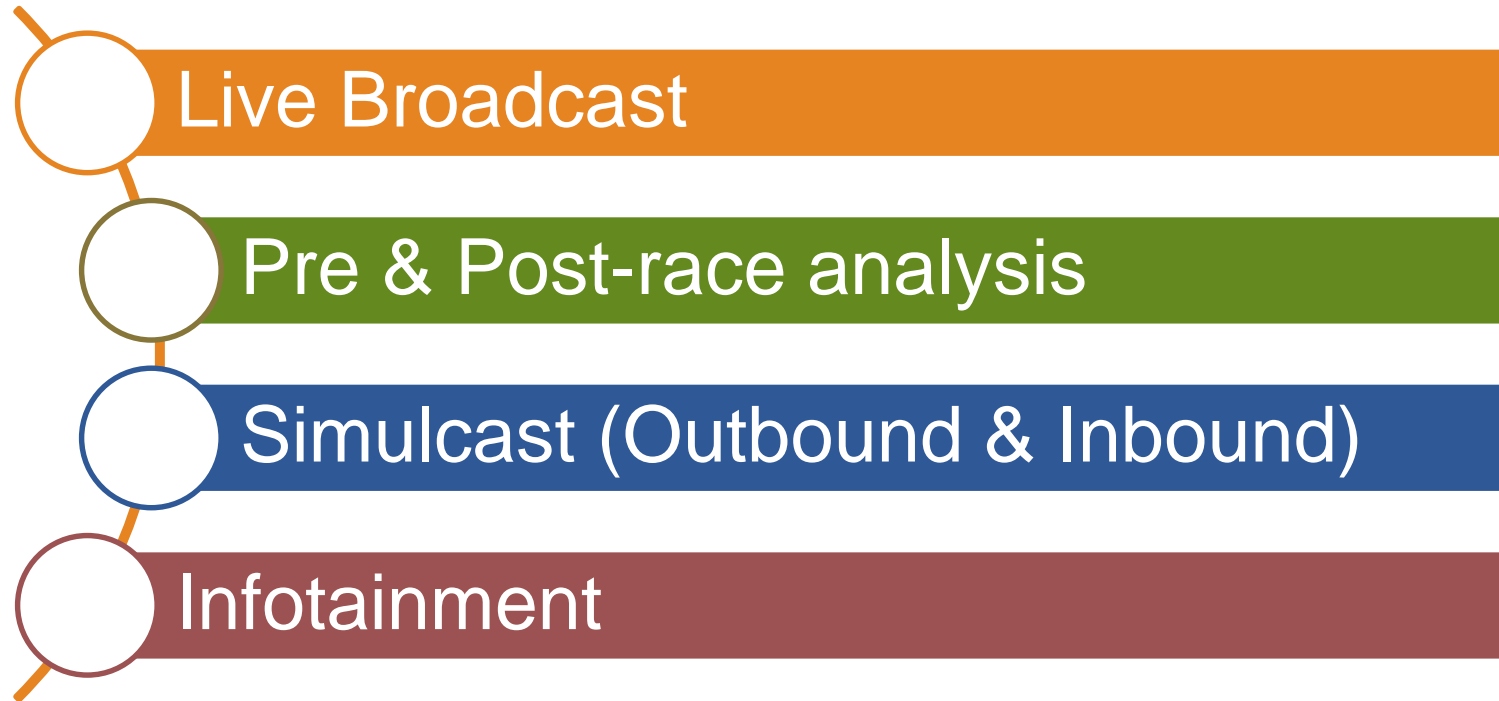 Live Broadcast
Pre & Post-race analysis
Simulcast (Outbound & Inbound)
Infotainment